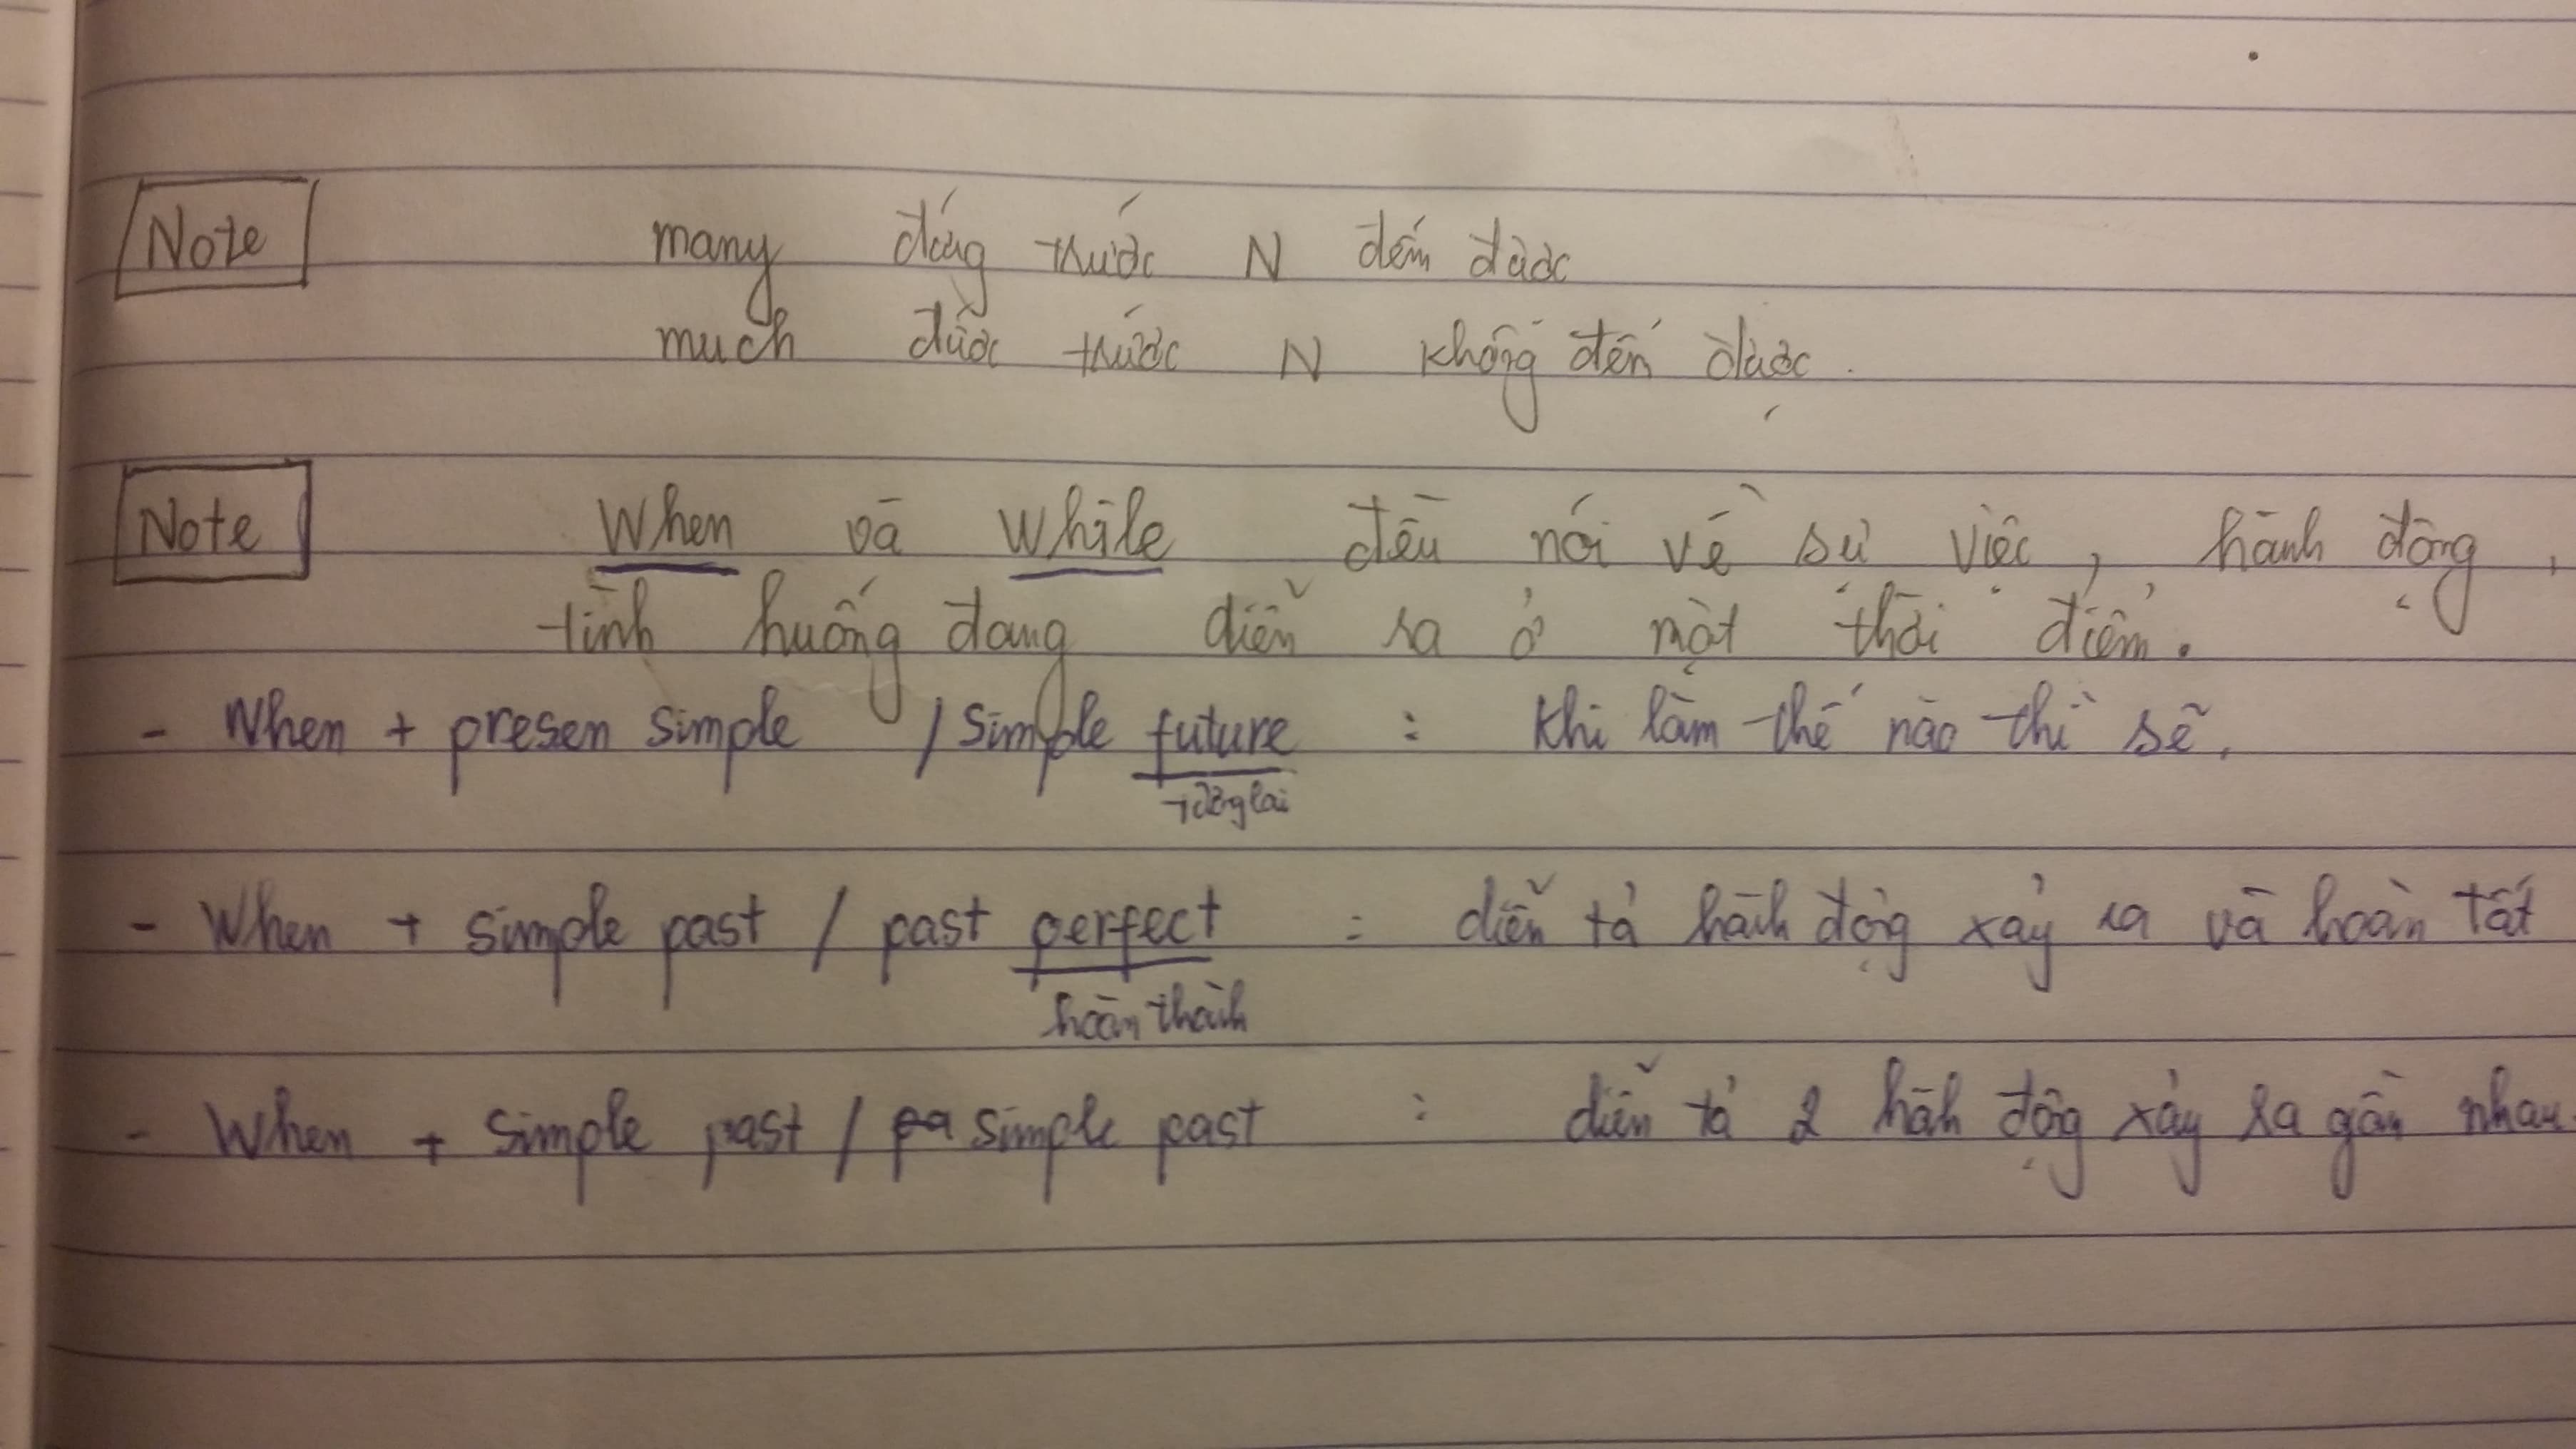 Note many đứng trước N đếm được
much đước trước N không đến được.
Note When và While đều nói về sự việc, hành động,
tình huống đang diễn ra ở một thời điểm.
- When + presen simple / simple future : khi làm thế nào thì sẽ.
tương lai
- When + simple past / past perfect : diễn tả hành động xảy ra và hoàn tất
hoàn thành
- When + simple past / pa simple past : diễn tả 2 hành động xảy ra gần nhau